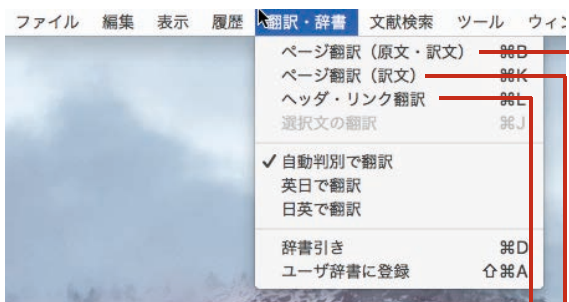 ファイル 編集 表示 履歴 翻訳・辞書 文献検索 ツール ウィン
ページ翻訳（原文・訳文） ⌘B
ページ翻訳（訳文） ⌘K
ヘッダ・リンク翻訳 ⌘L
選択文の翻訳 ⌘J
✓ 自動判別で翻訳
英日で翻訳
日英で翻訳
辞書引き ⌘D
ユーザ辞書に登録 ⇧⌘A